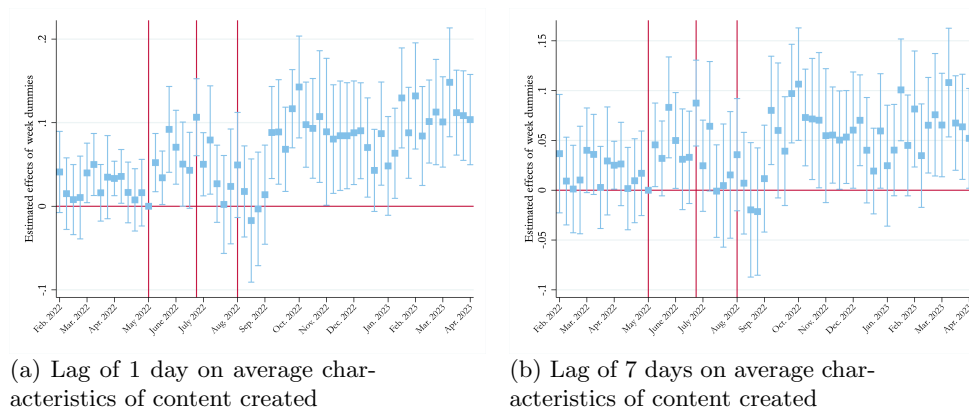 Estimated effects of week dummies
.2
.1
0
-.1
Feb. 2022
Mar. 2022
Apr. 2022
May 2022
June 2022
July 2022
Aug. 2022
Sep. 2022
Oct. 2022
Nov. 2022
Dec. 2022
Jan. 2023
Feb. 2023
Mar. 2023
Apr. 2023
(a) Lag of 1 day on average char-
acteristics of content created
Estimated effects of week dummies
.15
.1
.05
0
-.05
-.1
Feb. 2022
Mar. 2022
Apr. 2022
May 2022
June 2022
July 2022
Aug. 2022
Sep. 2022
Oct. 2022
Nov. 2022
Dec. 2022
Jan. 2023
Feb. 2023
Mar. 2023
Apr. 2023
(b) Lag of 7 days on average char-
acteristics of content created